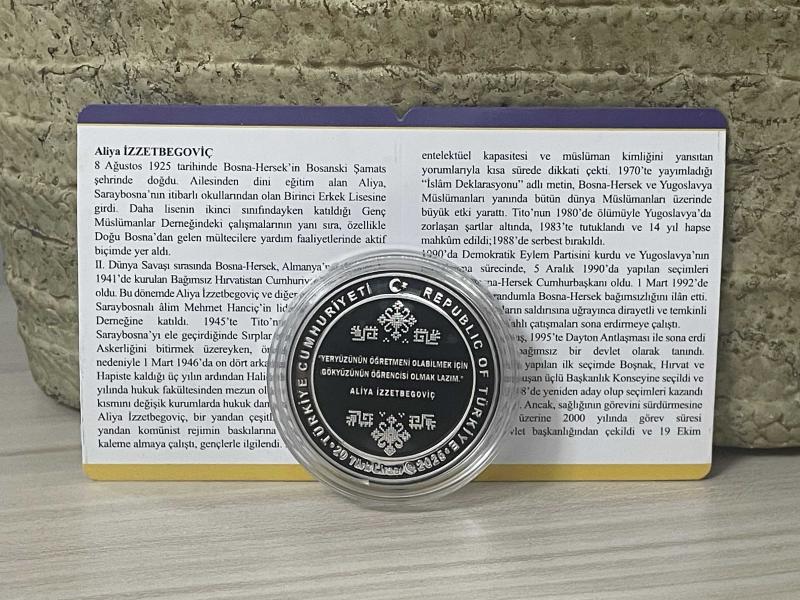 Aliya İZZETBEGOVİÇ
8 Ağustos 1925 tarihinde Bosna-Hersek'in Bosanski Şamats
şehrinde doğdu. Ailesinden dini eğitim alan Aliya,
Saraybosna'nın itibarlı okullarından olan Birinci Erkek Lisesine
girdi. Daha lisenin ikinci sınıfındayken katıldığı Genç
Müslümanlar Derneğindeki çalışmalarının yanı sıra, özellikle
Doğu Bosna'dan gelen mültecilere yardım faaliyetlerinde aktif
biçimde yer aldı.
II. Dünya Savaşı sırasında Bosna-Hersek, Almanya'n
1941'de kurulan Bağımsız Hırvatistan Cumhuriy
oldu. Bu dönemde Aliya İzzetbegoviç ve diğer
Saraybosnalı âlim Mehmet Hanciç'in lid
Derneğine katıldı. 1945'te Tito'n
Saraybosna'yı ele geçirdiğinde Sırplar
Askerliğini bitirmek üzereyken, ön
nedeniyle 1 Mart 1946'da on dört arka
Hapiste kaldığı üç yılın ardından Hali
yılında hukuk fakültesinden mezun ol
kısmını değişik kurumlarda hukuk dan
Aliya İzzetbegoviç, bir yandan çeşitl
yandan komünist rejimin baskılarına
kaleme almaya çalıştı, gençlerle ilgilendi.
entelektüel kapasitesi ve müslüman kimliğini yansıtan
yorumlarıyla kısa sürede dikkati çekti. 1970'te yayımladığı
"İslâm Deklarasyonu" adlı metin, Bosna-Hersek ve Yugoslavya
Müslümanları yanında bütün dünya Müslümanları üzerinde
büyük etki yarattı. Tito'nun 1980'de ölümüyle Yugoslavya'da
zorlaşan şartlar altında, 1983'te tutuklandı ve 14 yıl hapse
mahkûm edildi;1988'de serbest bırakıldı.
1990'da Demokratik Eylem Partisini kurdu ve Yugoslavya'nın
sürecinde, 5 Aralık 1990'da yapılan seçimleri
na-Hersek Cumhurbaşkanı oldu. 1 Mart 1992'de
randumla Bosna-Hersek bağımsızlığını ilan etti.
ların saldırısına uğrayınca dirayetli ve temkinli
hlı çatışmaları sona erdirmeye çalıştı.
aş, 1995'te Dayton Antlaşması ile sona erdi
bağımsız bir devlet olarak tanındı.
yapılan ilk seçimde Boşnak, Hırvat ve
uşan üçlü Başkanlık Konseyine seçildi ve
8'de yeniden aday olup seçimleri kazandı
Ancak, sağlığının görevini sürdürmesine
üzerine 2000 yılında görev süresi
vlet başkanlığından çekildi ve 19 Ekim
TÜRKİYE CUMHURİYETİ
REPUBLIC OF TÜRKİYE
"YERYÜZÜNÜN ÖĞRETMENİ OLABİLMEK İÇİN
GÖKYÜZÜNÜN ÖĞRENCİSİ OLMAK LAZIM."
ALİYA İZZETBEGOVİÇ
20 Türk Lirası 2025